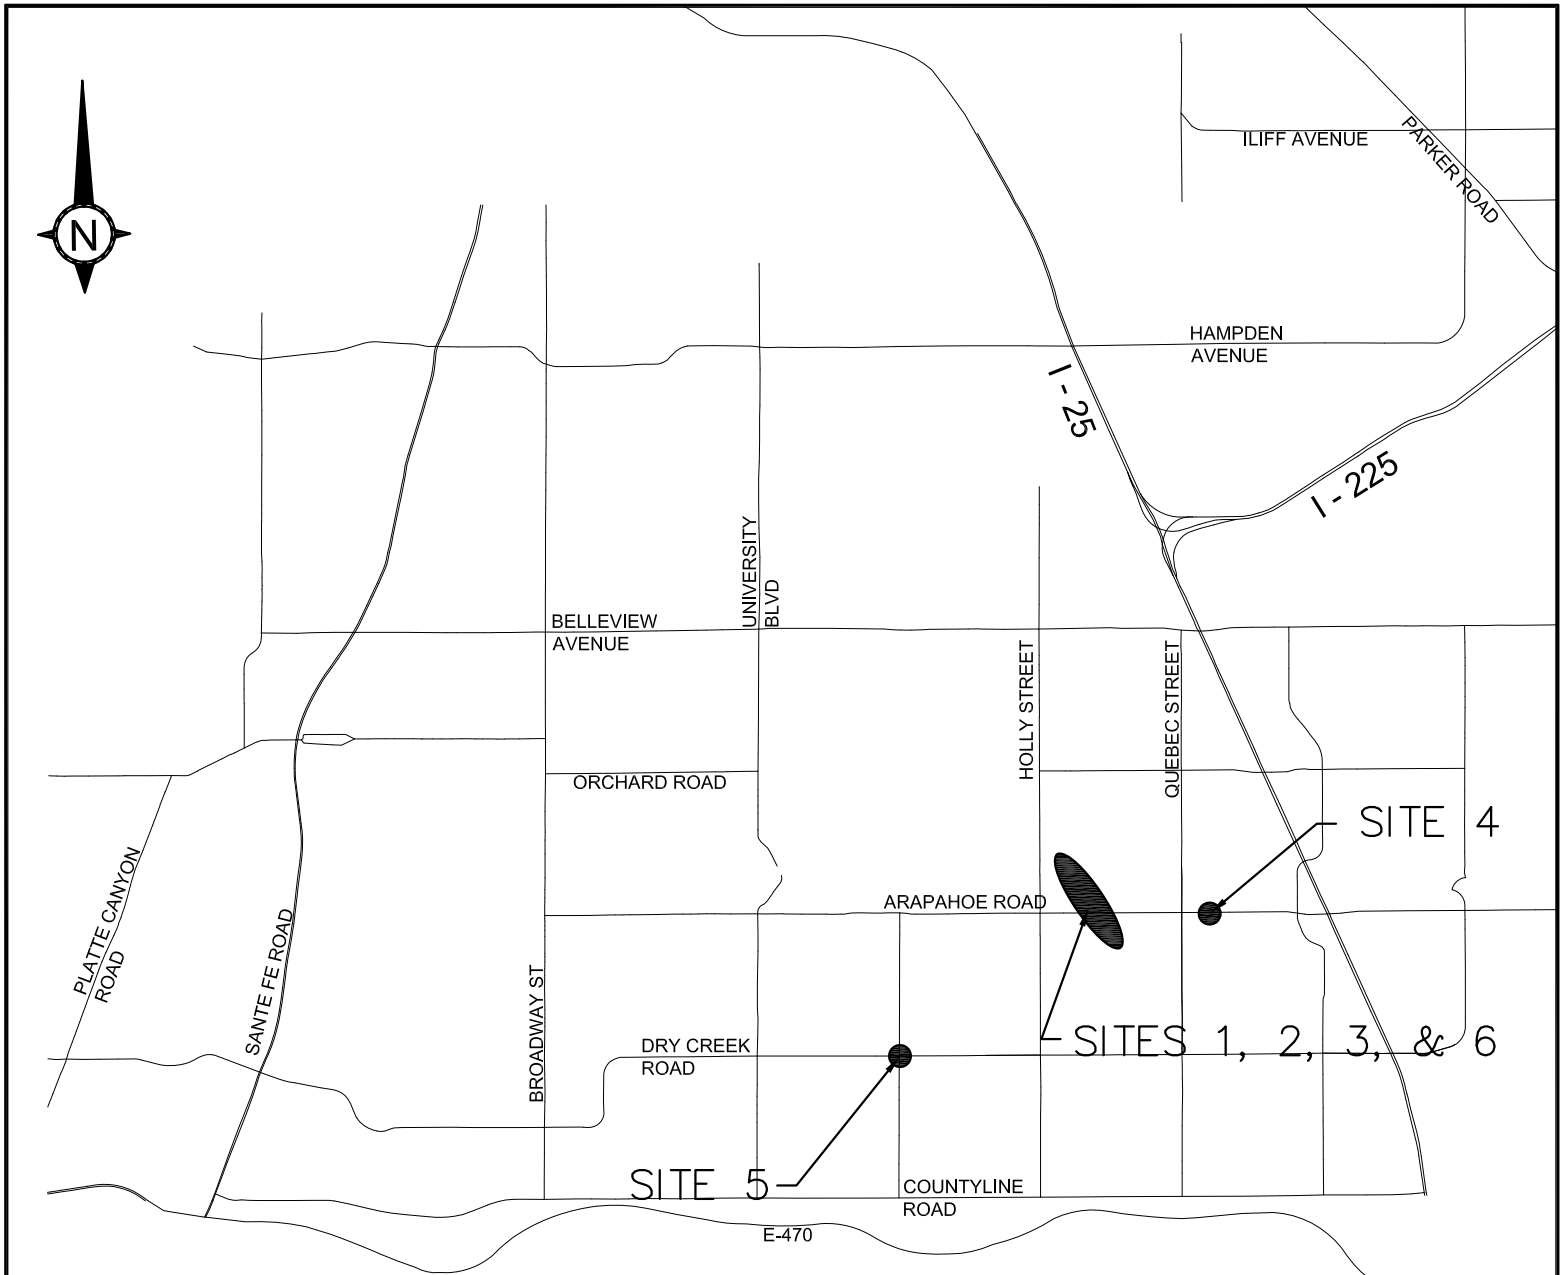 ILIFF AVENUE
PARKER ROAD
N
HAMPDEN
AVENUE
I - 25
I - 225
UNIVERSITY
BLVD
BELLEVIEW
AVENUE
HOLLY STREET
QUEBEC STREET
ORCHARD ROAD
SITE 4
PLATTE CANYON
ROAD
ARAPAHOE ROAD
SANTE FE ROAD
BROADWAY ST
DRY CREEK
ROAD
SITES 1, 2, 3, & 6
SITE 5
COUNTYLINE
ROAD
E-470